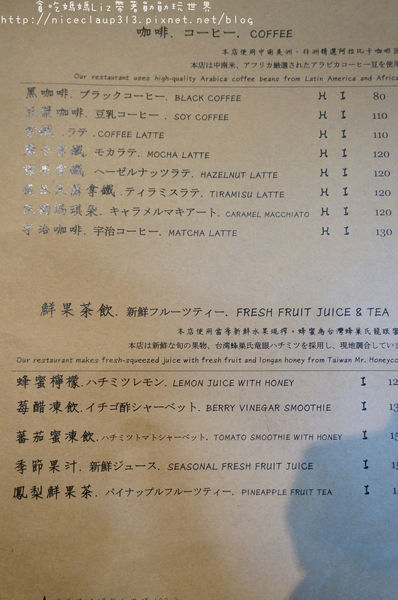 貪吃媽媽Liz帶著勤勤玩世界
http://niceclaup313.pixnet.net/blog
咖啡. コーヒー. COFFEE
本店使用中南美洲、非洲精選阿拉比卡咖啡豆
本店は中南米、アフリカ厳選されたアラビカコーヒー豆を使用
Our restaurant uses high-quality Arabica coffee beans from Latin America and Africa
黑咖啡. ブラックコーヒー. BLACK COFFEE H I 80
豆漿咖啡. 豆乳コーヒー. SOY COFFEE H I 110
拿鐵. ラテ. COFFEE LATTE H I 110
摩卡拿鐵. モカラテ. MOCHA LATTE H I 120
榛果拿鐵. ヘーゼルナッツラテ. HAZELNUT LATTE H I 120
提拉米蘇拿鐵. ティラミスラテ. TIRAMISU LATTE H I 120
焦糖瑪琪朵. キャラメルマキアート. CARAMEL MACCHIATO H I 120
宇治咖啡. 宇治コーヒー. MATCHA LATTE H I 130
鮮果茶飲. 新鮮フルーツティー. FRESH FRUIT JUICE & TEA
本店使用當季新鮮水果現搾，蜂蜜為台灣蜂巢氏龍眼蜜
本店は新鮮な旬の果物、台湾蜂巣氏竜眼ハチミツを採用し、現地調合してい
Our restaurant makes fresh-squeezed juice with fresh fruit and longan honey from Taiwan Mr. Honeyco
蜂蜜檸檬. ハチミツレモン. LEMON JUICE WITH HONEY I
莓醋凍飲. イチゴ酢シャーベット. BERRY VINEGAR SMOOTHIE I
蕃茄蜜凍飲. ハチミツトマトシャーベット. TOMATO SMOOTHIE WITH HONEY I
季節果汁. 新鮮ジュース. SEASONAL FRESH FRUIT JUICE I
鳳梨鮮果茶. パイナップルフルーツティー. PINEAPPLE FRUIT TEA I